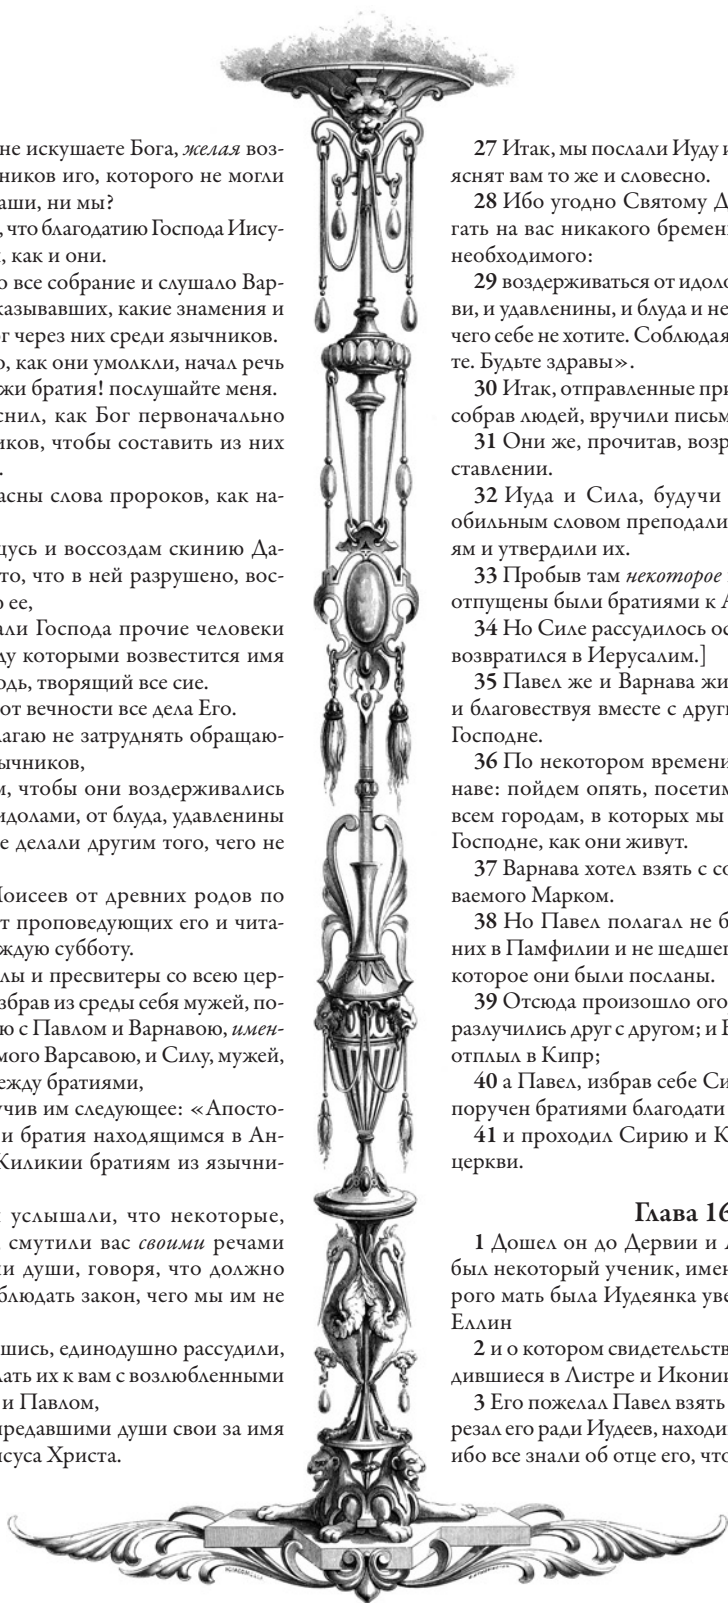 не искушаете Бога, желая воз-
ников иго, которого не могли
аши, ни мы?
, что благодатию Господа Иису-
, как и они.
о все собрание и слушало Вар-
казывавших, какие знамения и
ог через них среди язычников.
о, как они умолкли, начал речь
жи братия! послушайте меня.
снил, как Бог первоначально
иков, чтобы составить из них
.
асны слова пророков, как на-
щусь и воссоздам скинию Да-
то, что в ней разрушено, вос-
о ее,
али Господа прочие человеки
ду которыми возвестится имя
одь, творящий все сие.
от вечности все дела Его.
лагаю не затруднять обращаю-
ычников,
м, чтобы они воздерживались
идолами, от блуда, удавленины
е делали другим того, чего не
Моисеев от древних родов по
т проповедующих его и чита-
ждую субботу.
лы и пресвитеры со всею цер-
збрав из среды себя мужей, по-
ю с Павлом и Варнавою, имен-
мого Варсавою, и Силу, мужей,
ежду братиями,
учив им следующее: «Апосто-
и братия находящимся в Ан-
Киликии братиям из язычни-
и услышали, что некоторые,
смутили вас своими речами
и души, говоря, что должно
блюдать закон, чего мы им не
шись, единодушно рассудили,
лать их к вам с возлюбленными
и Павлом,
предавшими души свои за имя
исуса Христа.
27 Итак, мы послали Иуду и
яснят вам то же и словесно.
28 Ибо угодно Святому Д
гать на вас никакого бремени
необходимого:
29 воздерживаться от идоло
ви, и удавленины, и блуда и не
чего себе не хотите. Соблюдая
те. Будьте здравы».
30 Итак, отправленные при
собрав людей, вручили письм
31 Они же, прочитав, возр
ставлении.
32 Иуда и Сила, будучи
обильным словом преподали
ям и утвердили их.
33 Пробыв там некоторое
отпущены были братиями к А
34 Но Силе рассудилось ос
возвратился в Иерусалим.]
35 Павел же и Варнава жи
и благовествуя вместе с други
Господне.
36 По некотором времени
наве: пойдем опять, посетим
всем городам, в которых мы
Господне, как они живут.
37 Варнава хотел взять с со
ваемого Марком.
38 Но Павел полагал не б
них в Памфилии и не шедшег
которое они были посланы.
39 Отсюда произошло ого
разлучились друг с другом; и В
отплыл в Кипр;
40 а Павел, избрав себе Си
поручен братиями благодати
41 и проходил Сирию и К
церкви.
Глава 16
1 Дошел он до Дервии и Л
был некоторый ученик, имен
рого мать была Иудеянка уве
Еллин
2 и о котором свидетельств
дившиеся в Листре и Иконии
3 Его пожелал Павел взять
резал его ради Иудеев, находи
ибо все знали об отце его, что